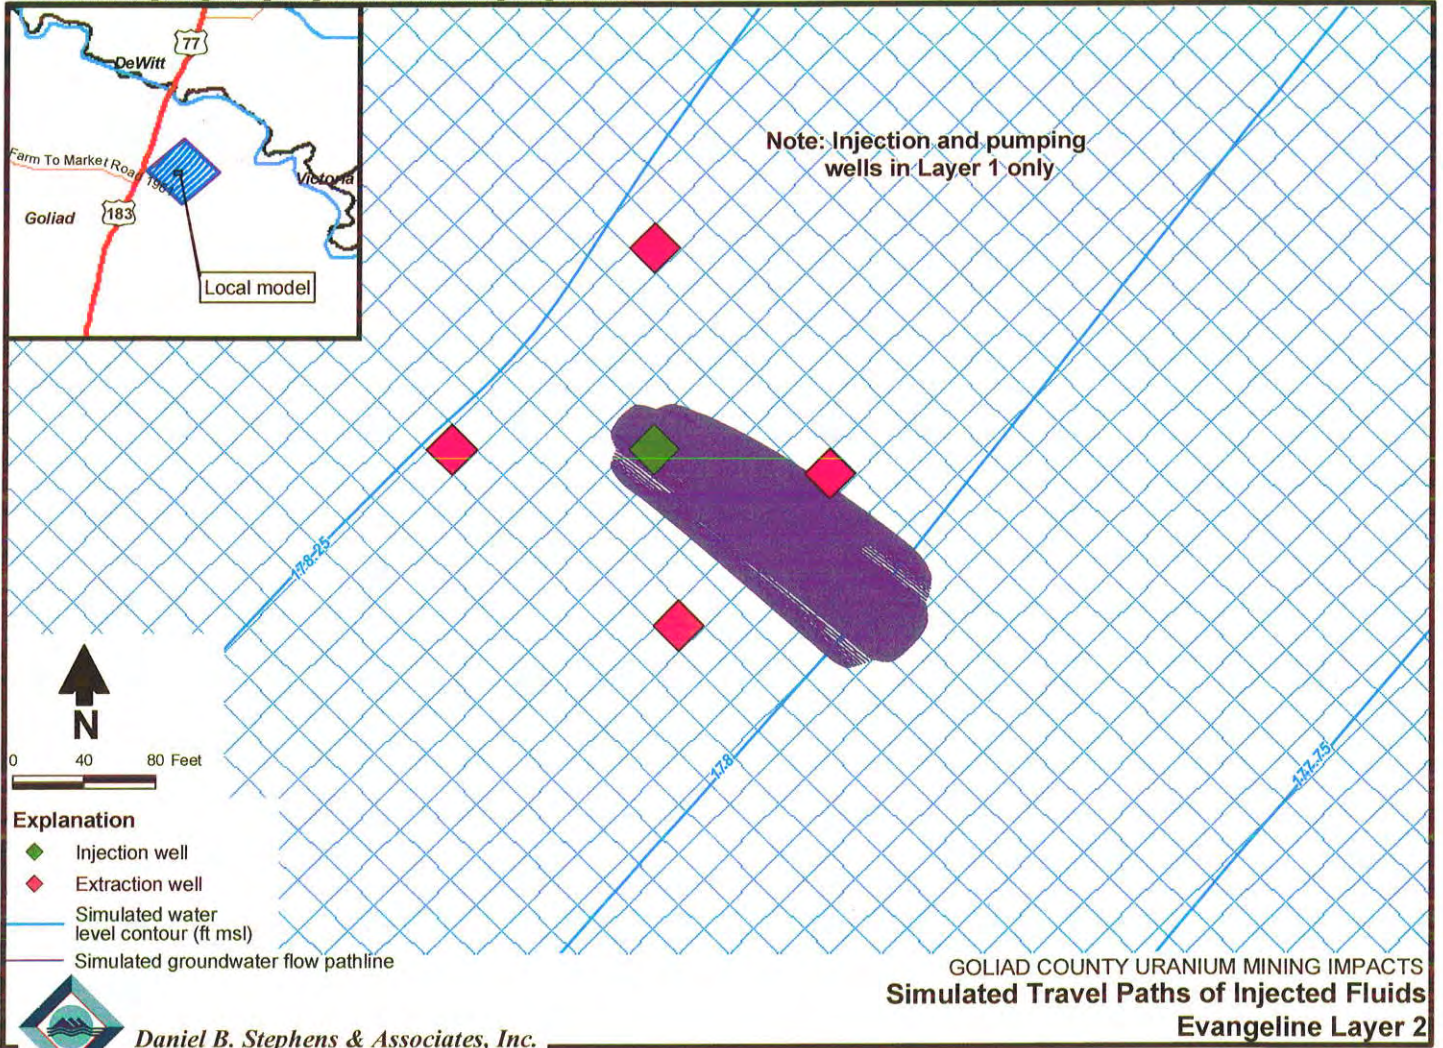 77
DeWitt
Farm To Market Road 1961
Victoria
Goliad
183
Local model
Note: Injection and pumping
wells in Layer 1 only
178.25
178
177.75
N
0 40 80 Feet
Explanation
Injection well
Extraction well
Simulated water
level contour (ft msl)
Simulated groundwater flow pathline
GOLIAD COUNTY URANIUM MINING IMPACTS
Simulated Travel Paths of Injected Fluids
Evangeline Layer 2
Daniel B. Stephens & Associates, Inc.